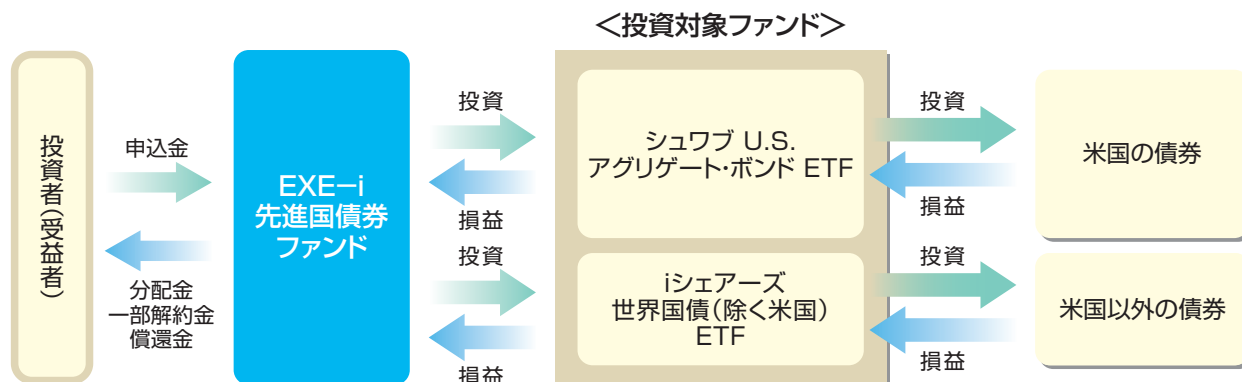 ＜投資対象ファンド＞
投資者（受益者）
申込金
分配金
一部解約金
償還金
EXE－i
先進国債券
ファンド
投資
損益
投資
損益
シュワブ U.S.
アグリゲート・ボンド ETF
iシェアーズ
世界国債（除く米国）
ETF
投資
損益
投資
損益
米国の債券
米国以外の債券